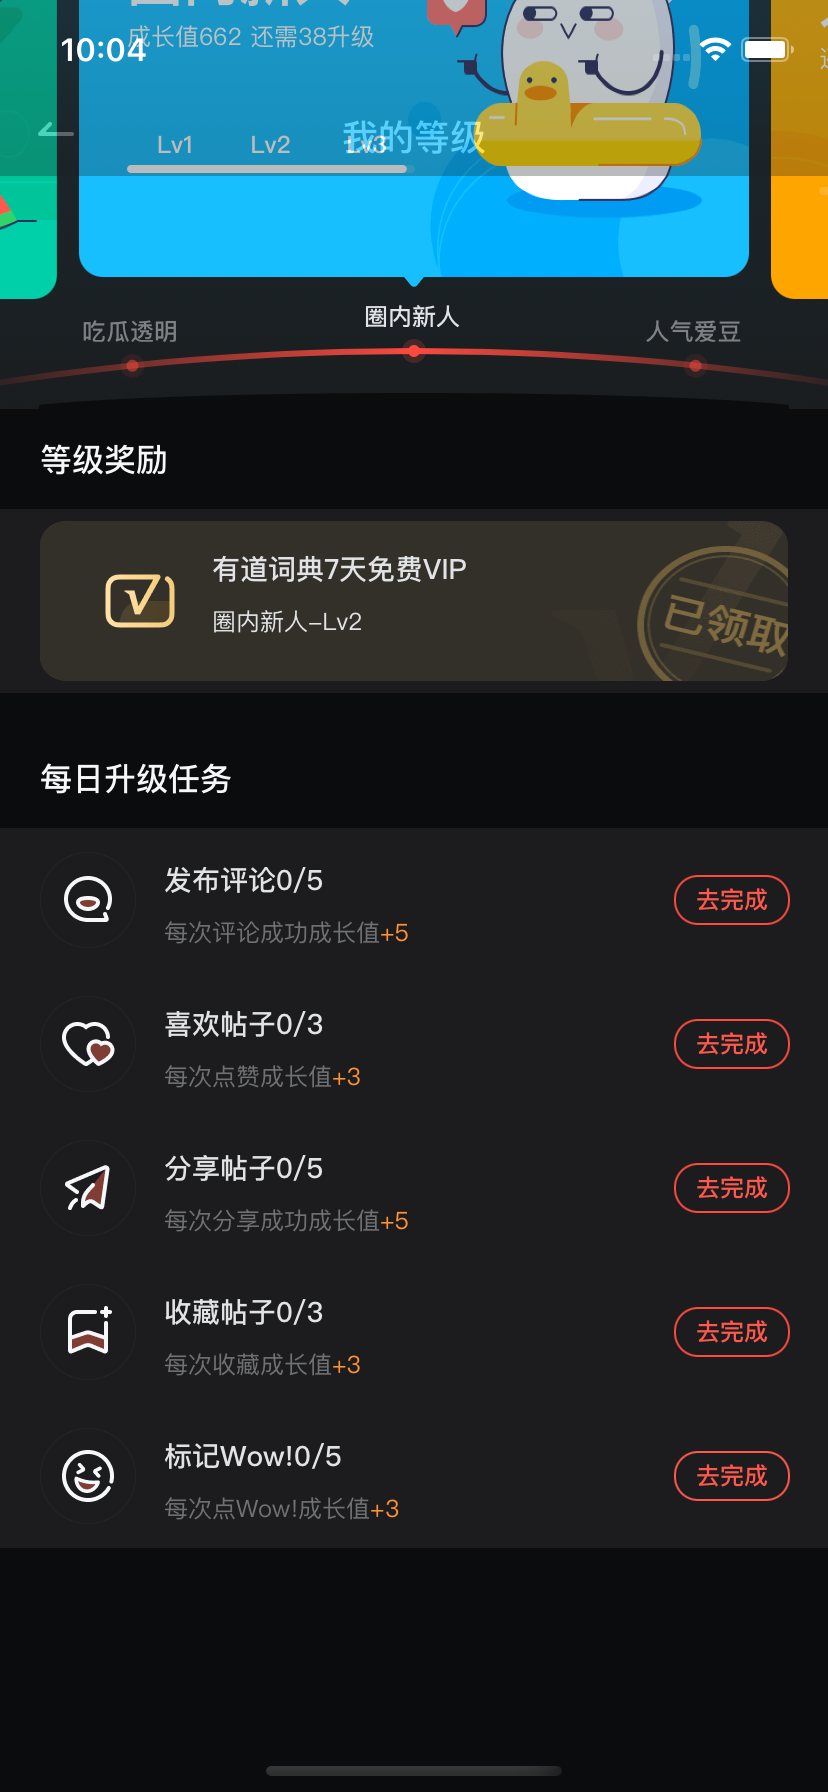 成长值662 还需38升级
10:04
我的等级
Lv1
Lv2
Lv3
吃瓜透明
圈内新人
人气爱豆
等级奖励
有道词典7天免费VIP
圈内新人-Lv2
已领取
每日升级任务
发布评论0/5
每次评论成功成长值+5
去完成
喜欢帖子0/3
每次点赞成长值+3
去完成
分享帖子0/5
每次分享成功成长值+5
去完成
收藏帖子0/3
每次收藏成长值+3
去完成
标记Wow!0/5
每次点Wow!成长值+3
去完成